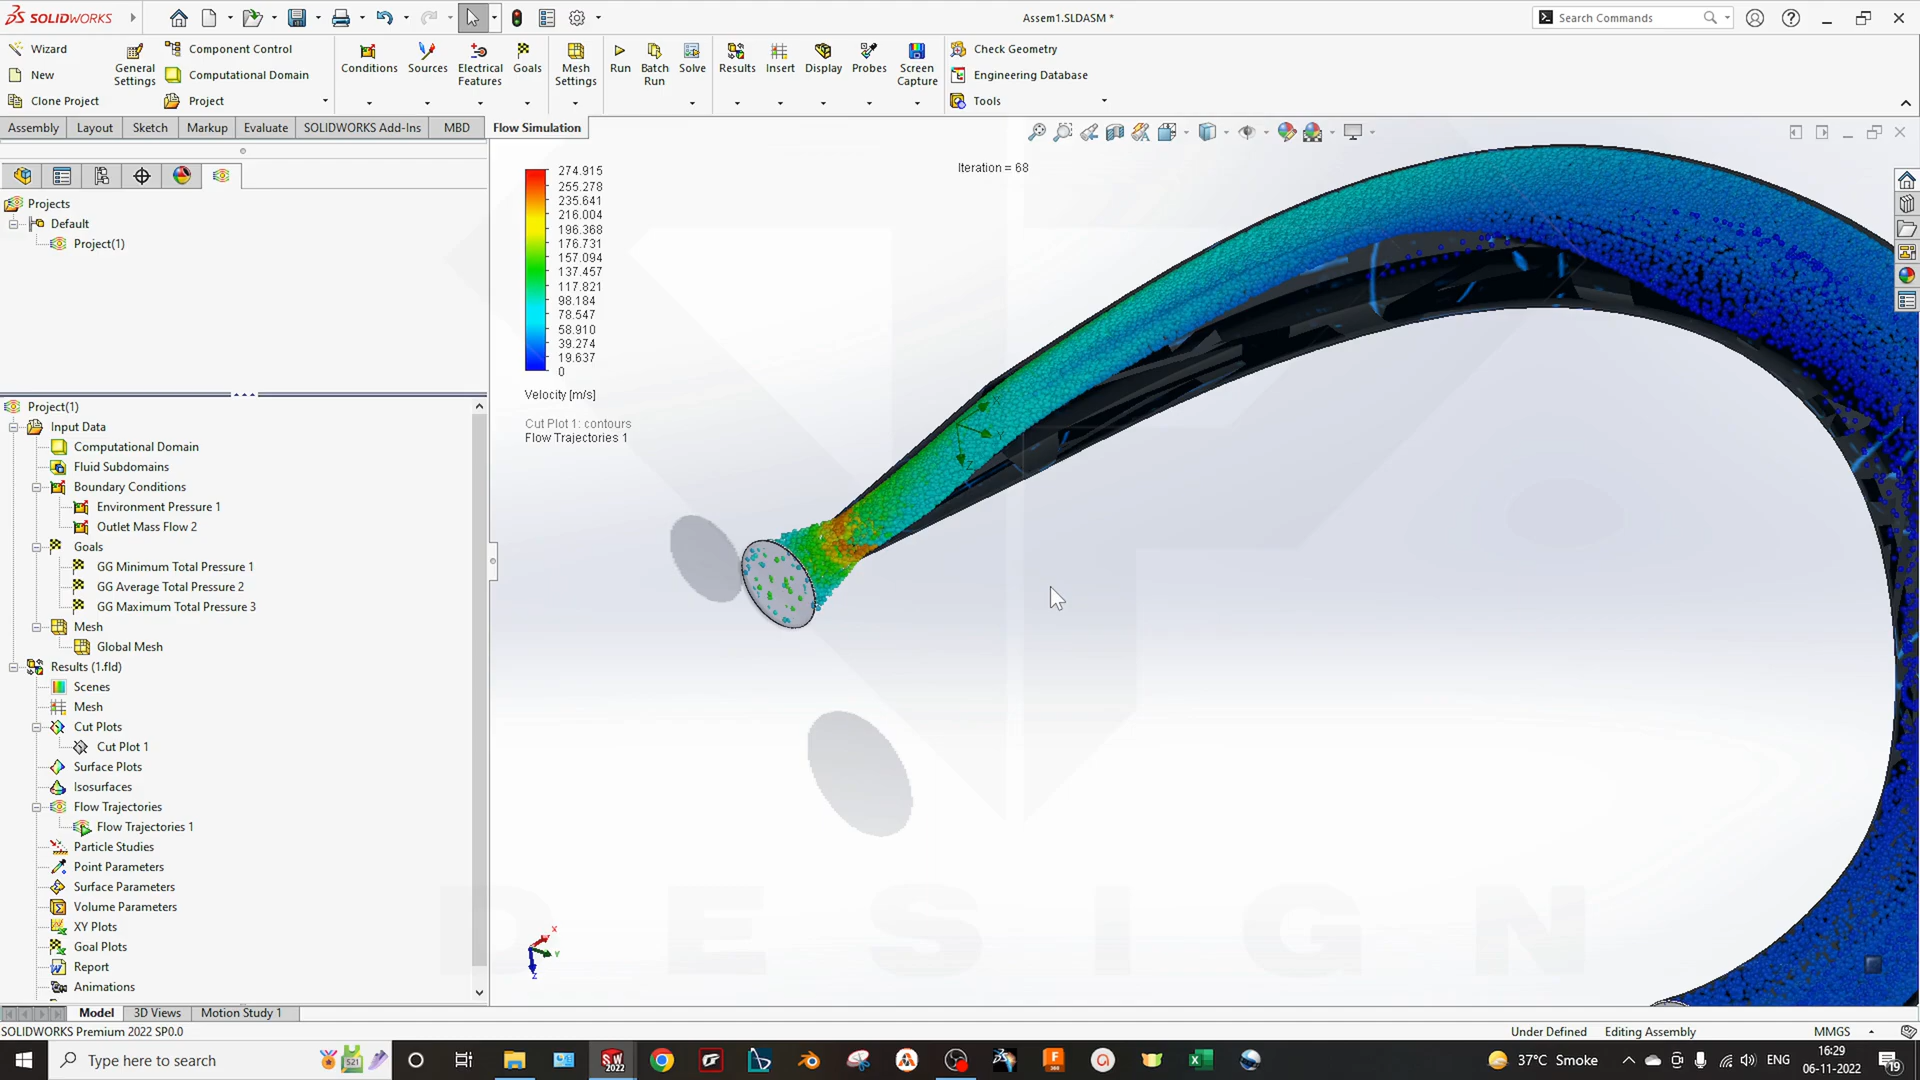 SOLIDWORKS
Assem1.SLDASM *
Search Commands
Wizard
New
Clone Project
General Settings
Component Control
Computational Domain
Project
Conditions
Sources
Electrical Features
Goals
Mesh Settings
Run
Batch Run
Solve
Results
Insert
Display
Probes
Screen Capture
Check Geometry
Engineering Database
Tools
Assembly
Layout
Sketch
Markup
Evaluate
SOLIDWORKS Add-Ins
MBD
Flow Simulation
Projects
Default
Project(1)
Project(1)
Input Data
Computational Domain
Fluid Subdomains
Boundary Conditions
Environment Pressure 1
Outlet Mass Flow 2
Goals
GG Minimum Total Pressure 1
GG Average Total Pressure 2
GG Maximum Total Pressure 3
Mesh
Global Mesh
Results (1.fld)
Scenes
Mesh
Cut Plots
Cut Plot 1
Surface Plots
Isosurfaces
Flow Trajectories
Flow Trajectories 1
Particle Studies
Point Parameters
Surface Parameters
Volume Parameters
XY Plots
Goal Plots
Report
Animations
274.915
255.278
235.641
216.004
196.368
176.731
157.094
137.457
117.821
98.184
78.547
58.910
39.274
19.637
0
Velocity [m/s]
Cut Plot 1: contours
Flow Trajectories 1
Iteration = 68
X
Y
Z
X
Y
Z
DESIGN
Model
3D Views
Motion Study 1
SOLIDWORKS Premium 2022 SP0.0
Under Defined
Editing Assembly
MMGS
Type here to search
521
SW
2022
37°C Smoke
ENG
16:29
06-11-2022
19